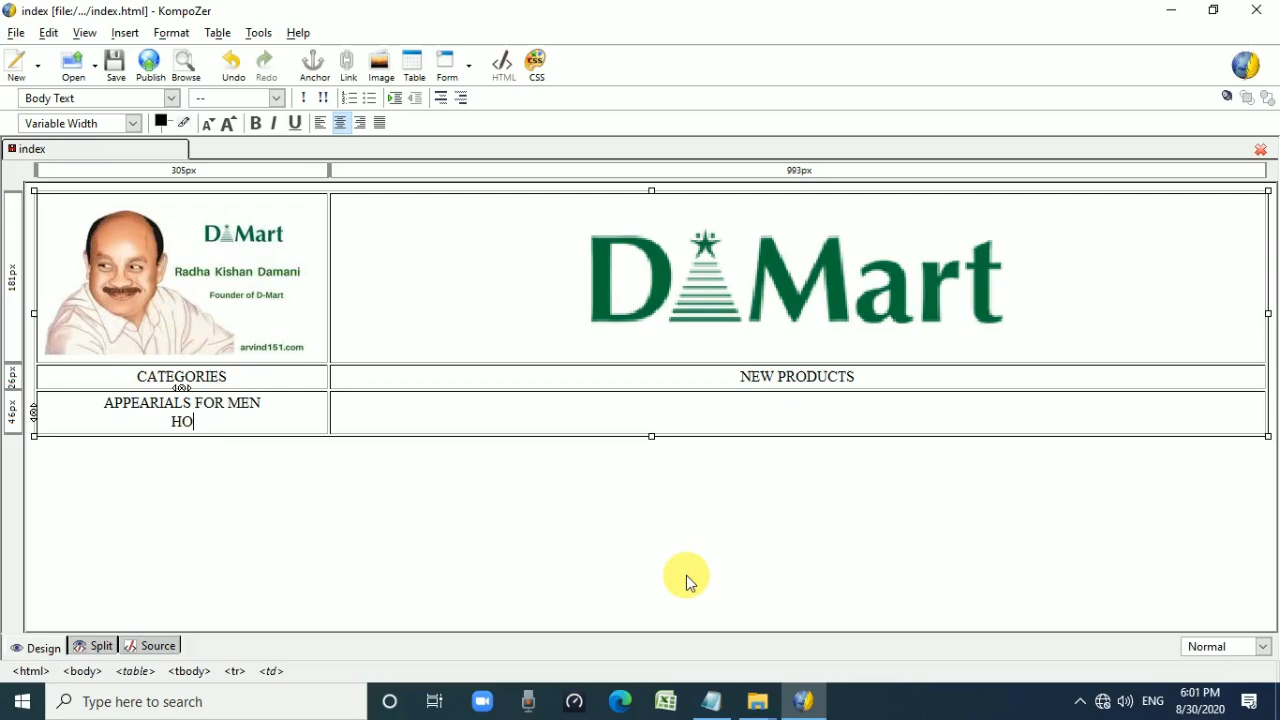 index [file:/.../index.html] - KompoZer
File Edit View Insert Format Table Tools Help
New Open Save Publish Browse Undo Redo Anchor Link Image Table Form HTML CSS
Body Text --
Variable Width B I U
index
305px 993px
181px
D Mart
Radha Kishan Damani
Founder of D-Mart
arvind151.com
D Mart
26px
CATEGORIES NEW PRODUCTS
46px
APPEARIALS FOR MEN
HO
Design Split Source Normal
<html> <body> <table> <tbody> <tr> <td>
Type here to search
ENG
6:01 PM
8/30/2020